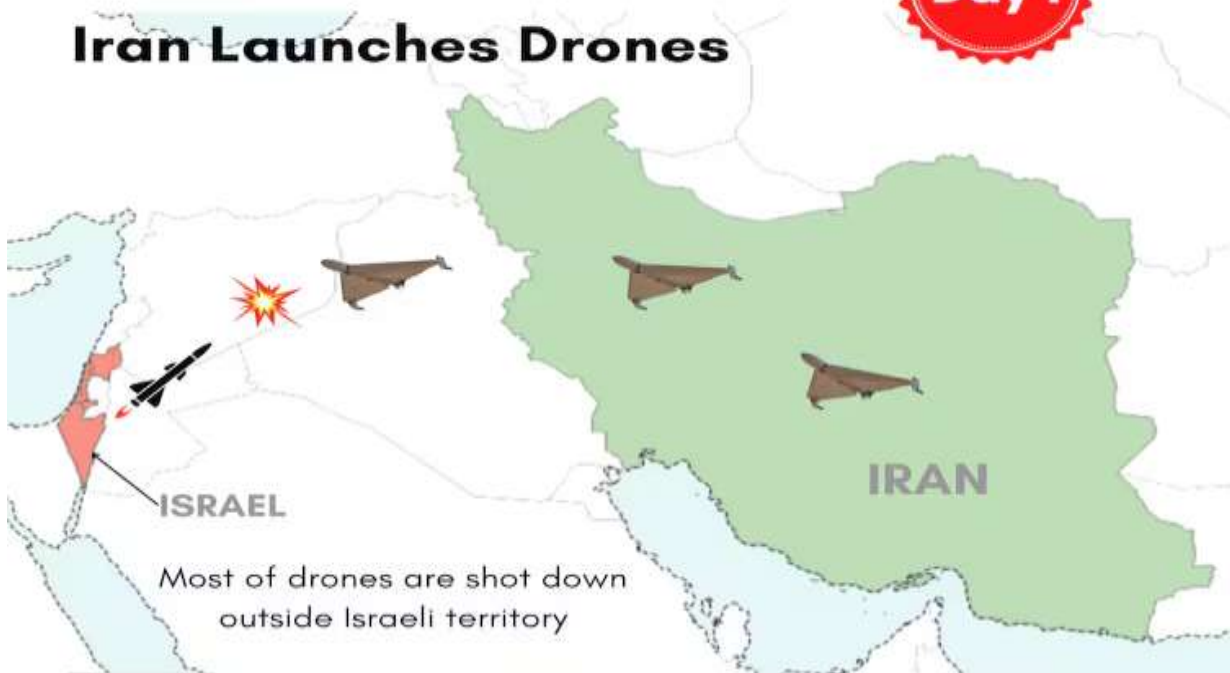 Iran Launches Drones
IRAN
ISRAEL
Most of drones are shot down
outside Israeli territory